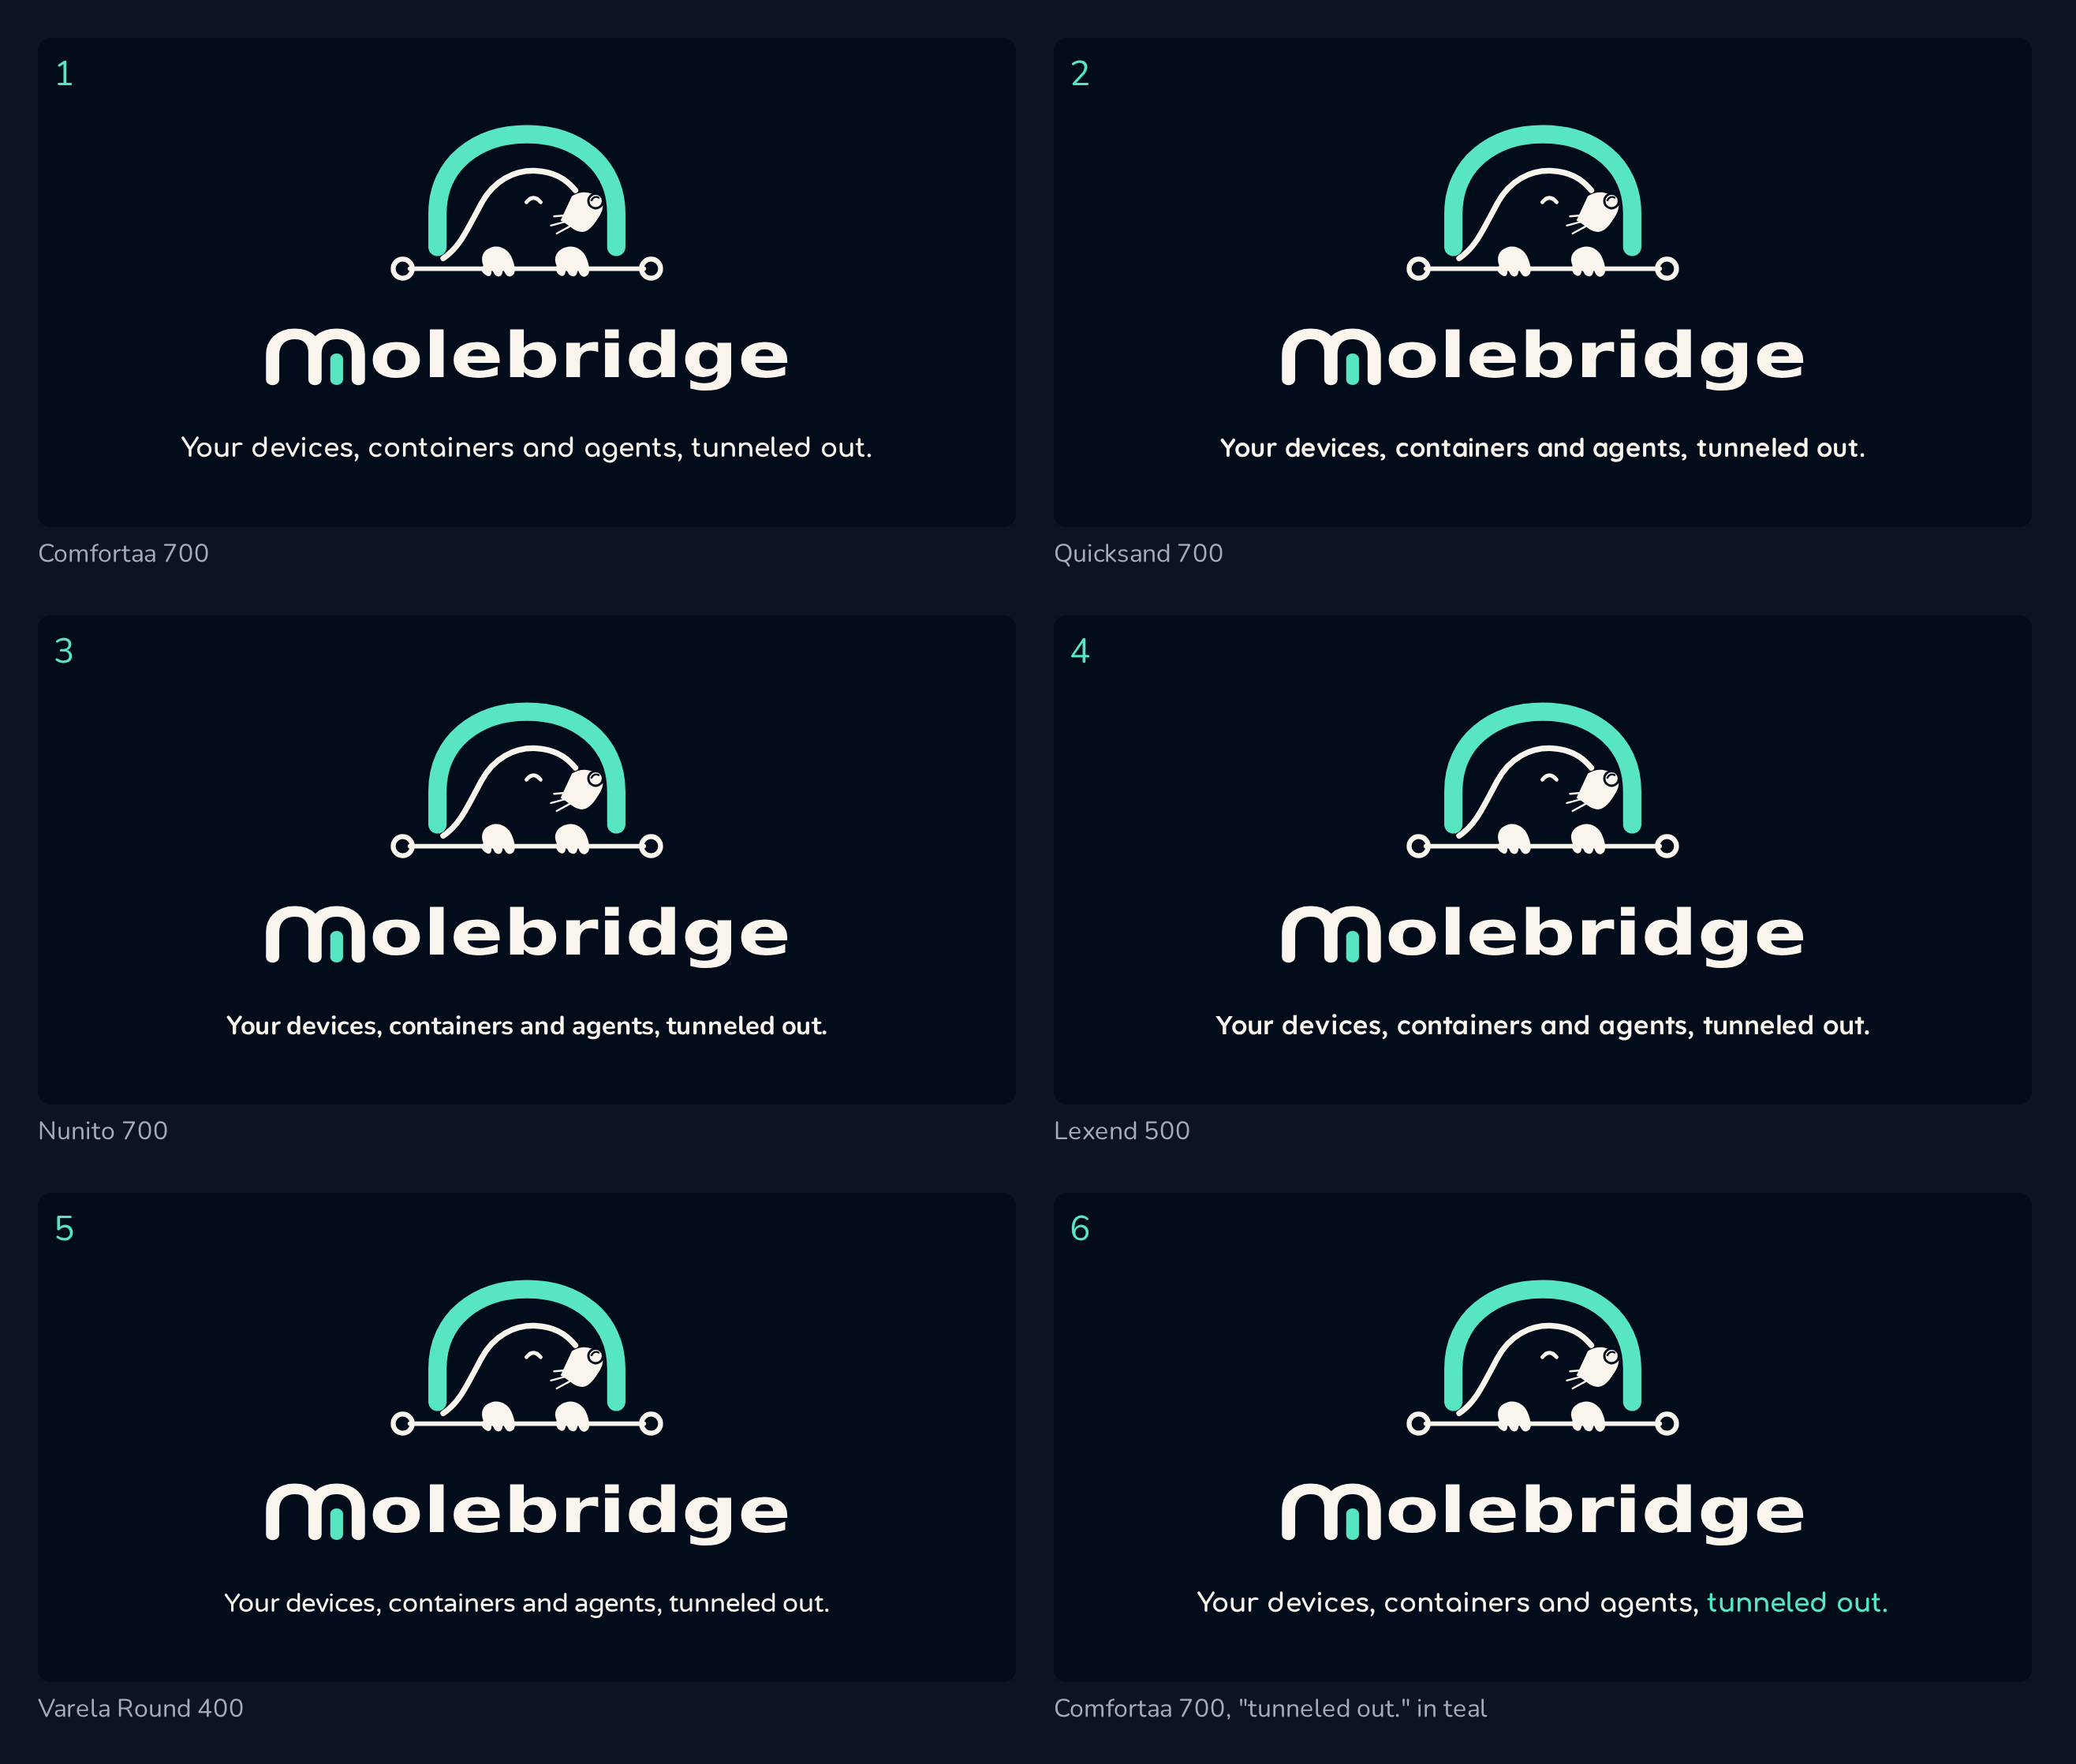 1
molebridge
Your devices, containers and agents, tunneled out.
Comfortaa 700
2
molebridge
Your devices, containers and agents, tunneled out.
Quicksand 700
3
molebridge
Your devices, containers and agents, tunneled out.
Nunito 700
4
molebridge
Your devices, containers and agents, tunneled out.
Lexend 500
5
molebridge
Your devices, containers and agents, tunneled out.
Varela Round 400
6
molebridge
Your devices, containers and agents, tunneled out.
Comfortaa 700, "tunneled out." in teal